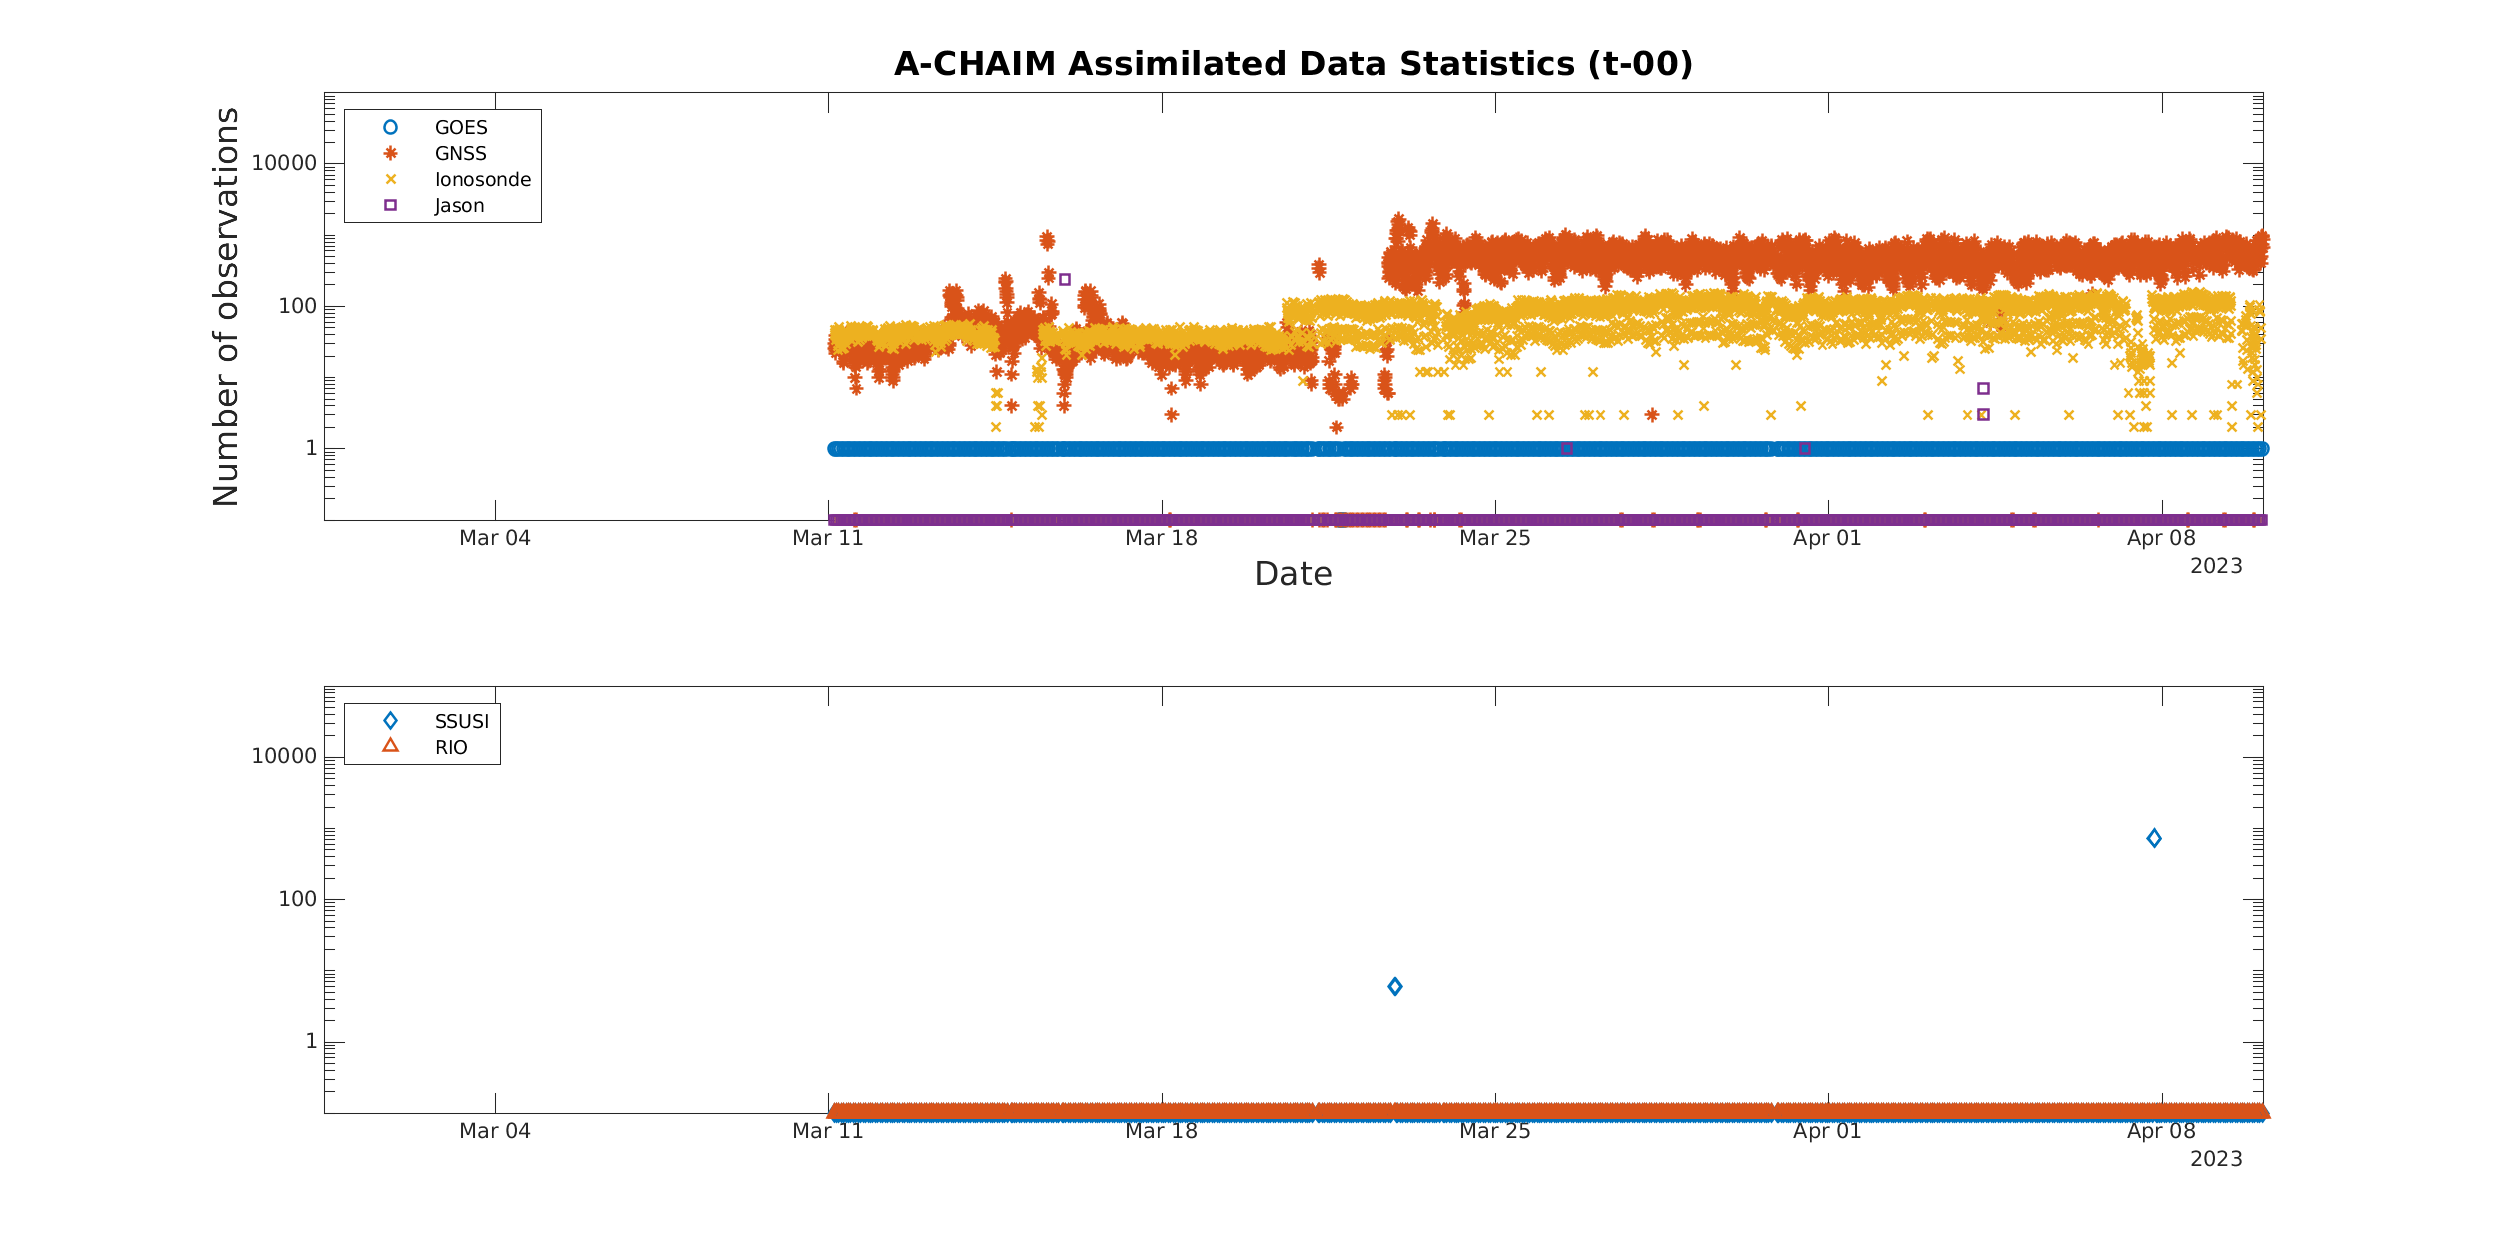 A-CHAIM Assimilated Data Statistics (t-00)
Number of observations
GOES
GNSS
Ionosonde
Jason
10000
100
1
Mar 04 Mar 11 Mar 18 Mar 25 Apr 01 Apr 08
2023
Date
SSUSI
RIO
10000
100
1
Mar 04 Mar 11 Mar 18 Mar 25 Apr 01 Apr 08
2023